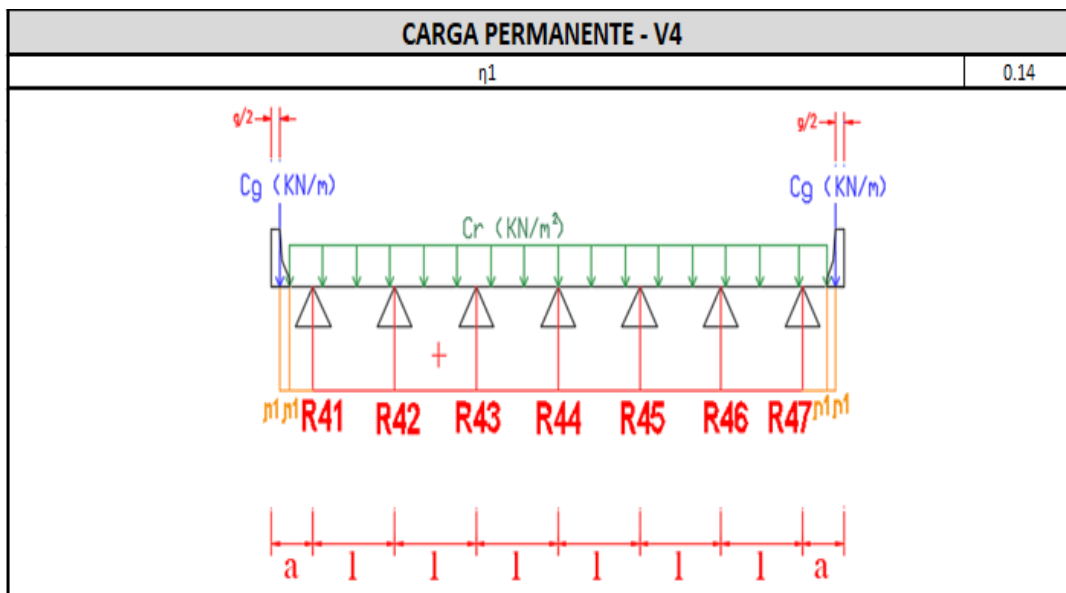 CARGA PERMANENTE - V4
η1 0.14
g/2 g/2
Cg (KN/m) Cg (KN/m)
Cr (KN/m²)
+
η1 η1 R41 R42 R43 R44 R45 R46 R47 η1 η1
a l l l l l l a